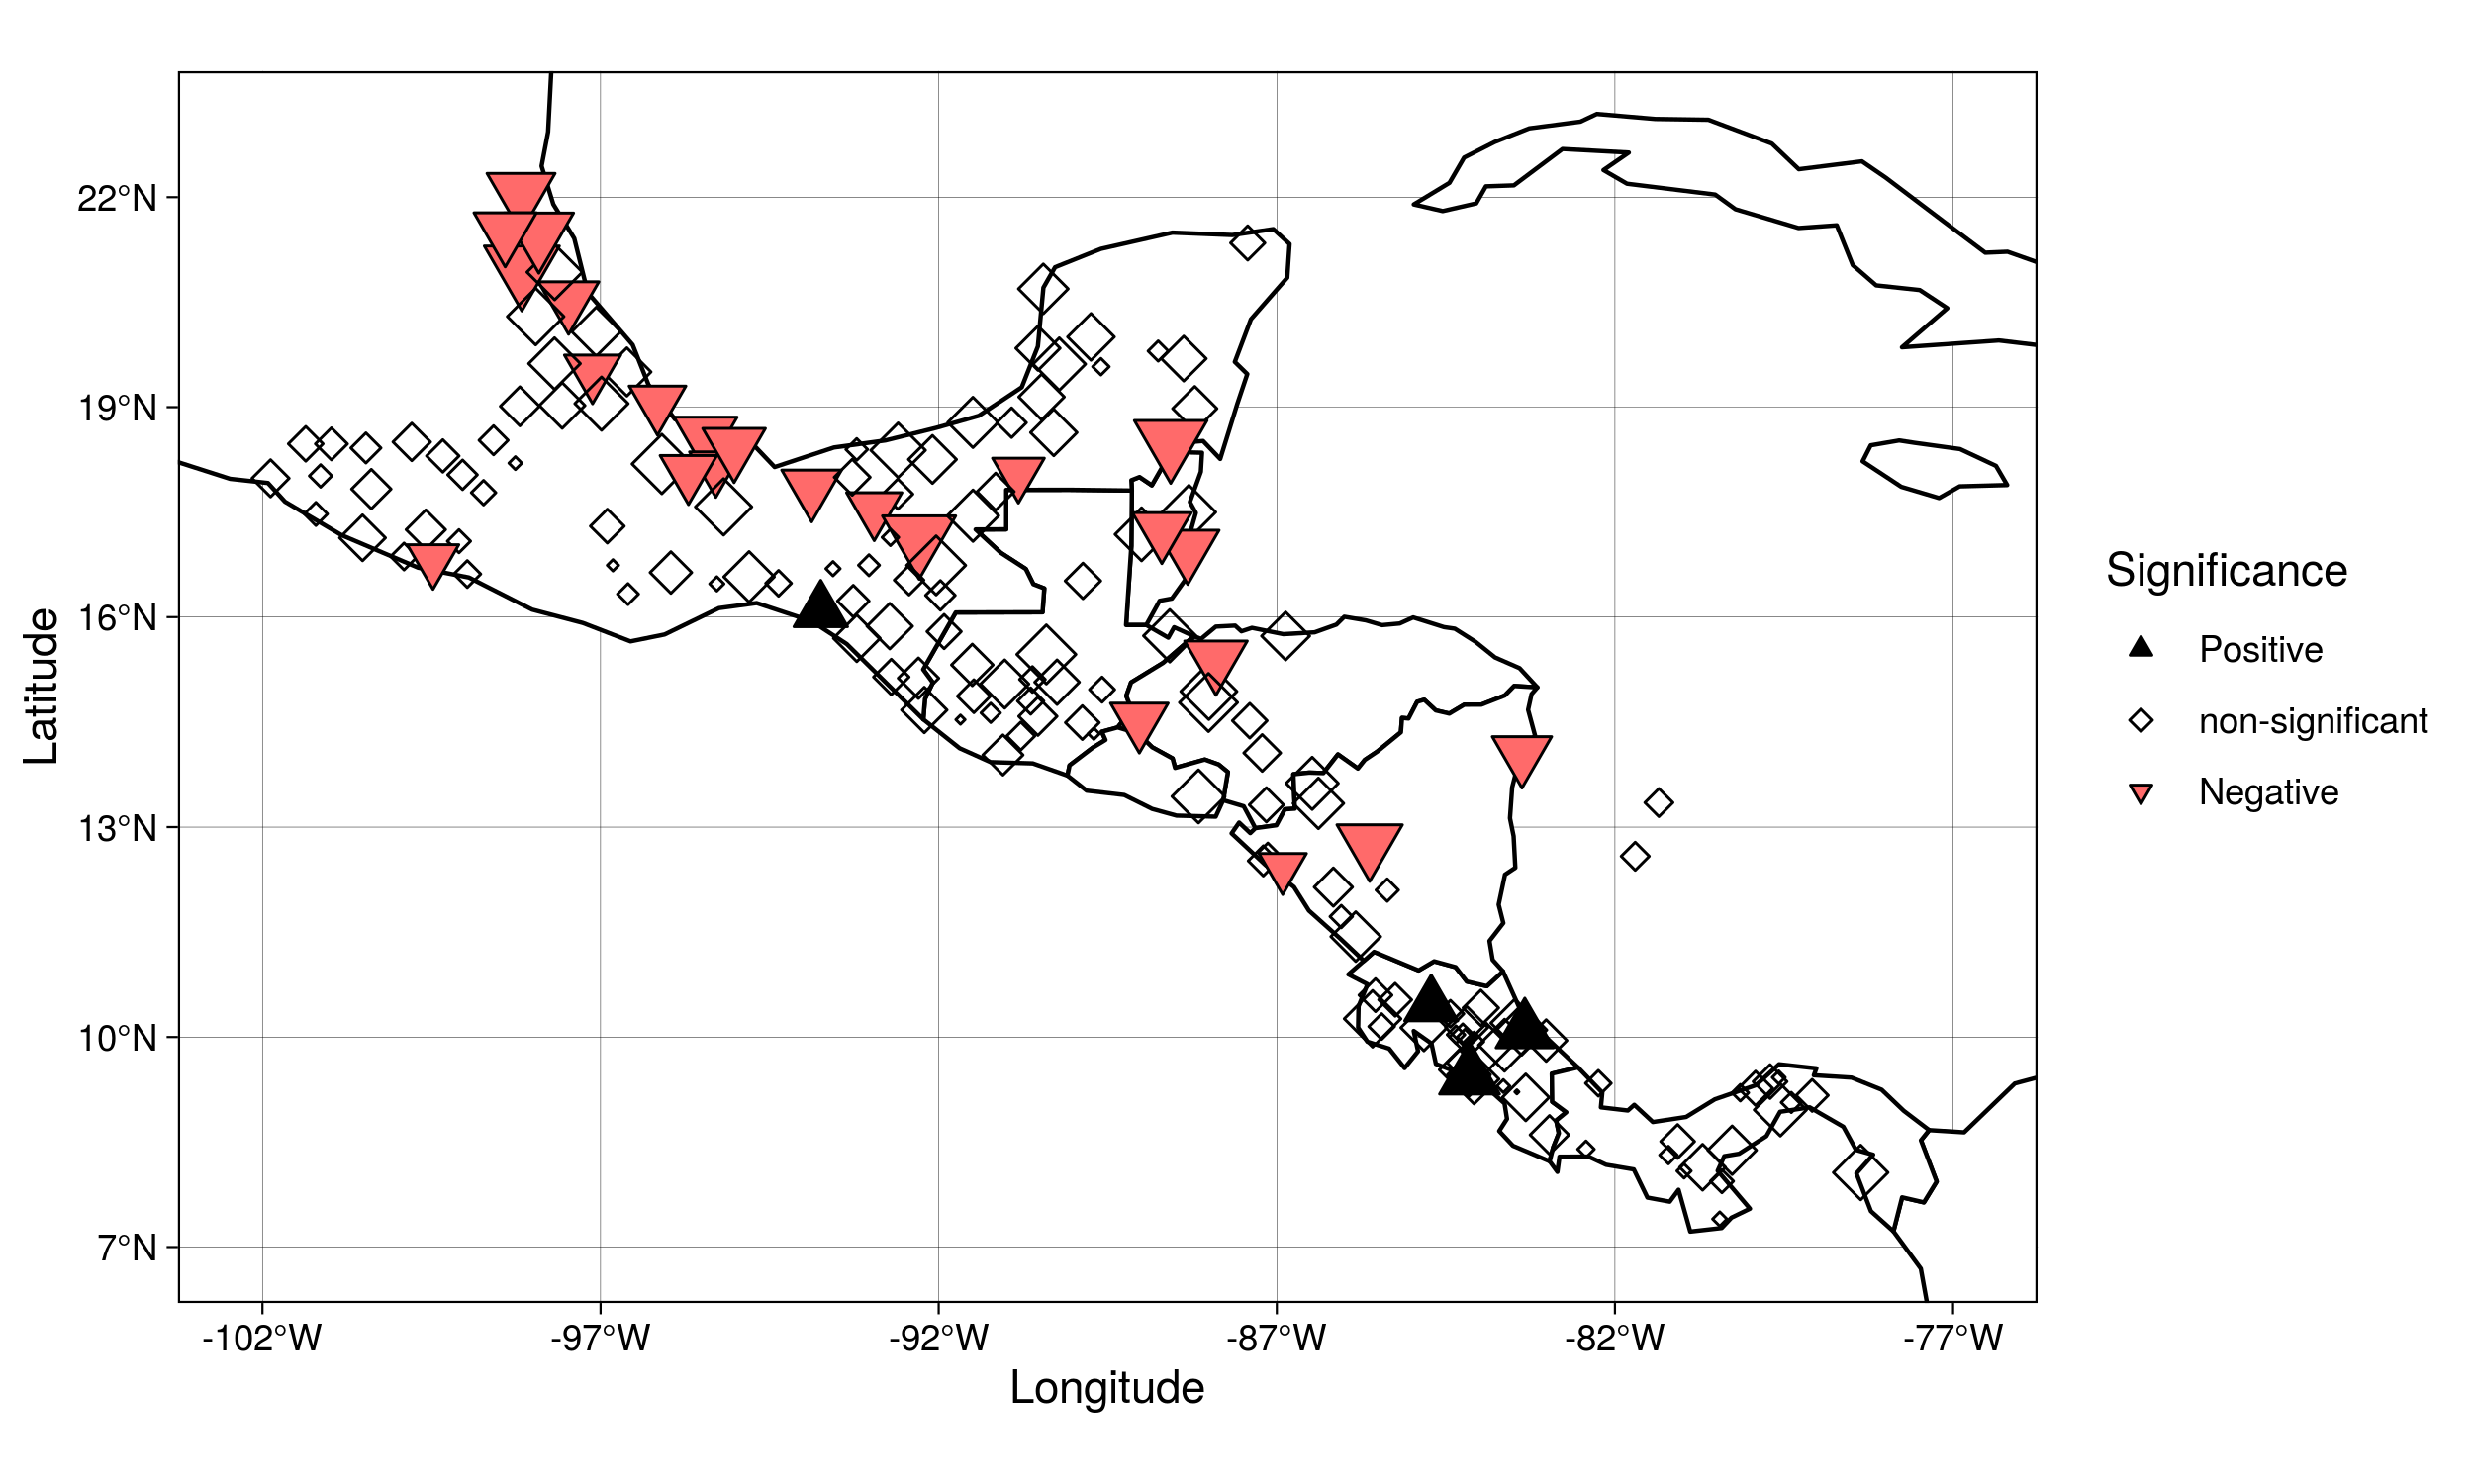 22°N
19°N
16°N
13°N
10°N
7°N
Latitude
-102°W
-97°W
-92°W
-87°W
-82°W
-77°W
Longitude
Significance
Positive
non-significant
Negative